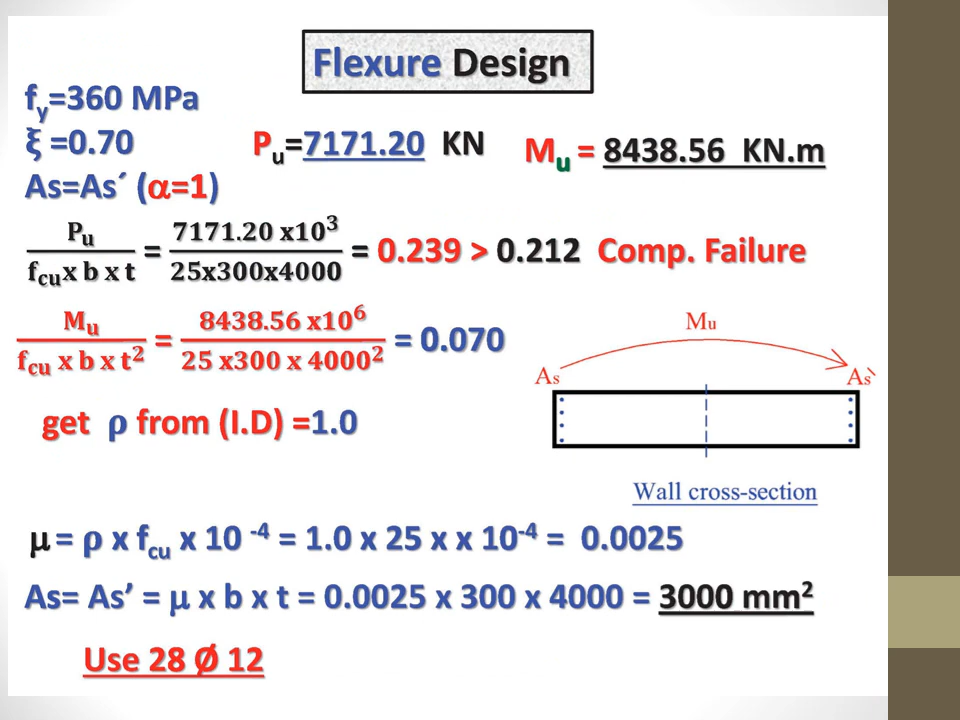 Flexure Design
fy=360 MPa
ξ =0.70
Pu=7171.20 KN
Mu = 8438.56 KN.m
As=As´ (α=1)
Pu / fcu x b x t = 7171.20 x10³ / 25x300x4000 = 0.239 > 0.212 Comp. Failure
Mu / fcu x b x t² = 8438.56 x10⁶ / 25 x300 x 4000² = 0.070
Mu
As As`
get ρ from (I.D) =1.0
Wall cross-section
μ = ρ x fcu x 10 ⁻⁴ = 1.0 x 25 x x 10⁻⁴ = 0.0025
As= As’ = μ x b x t = 0.0025 x 300 x 4000 = 3000 mm²
Use 28 Ø 12